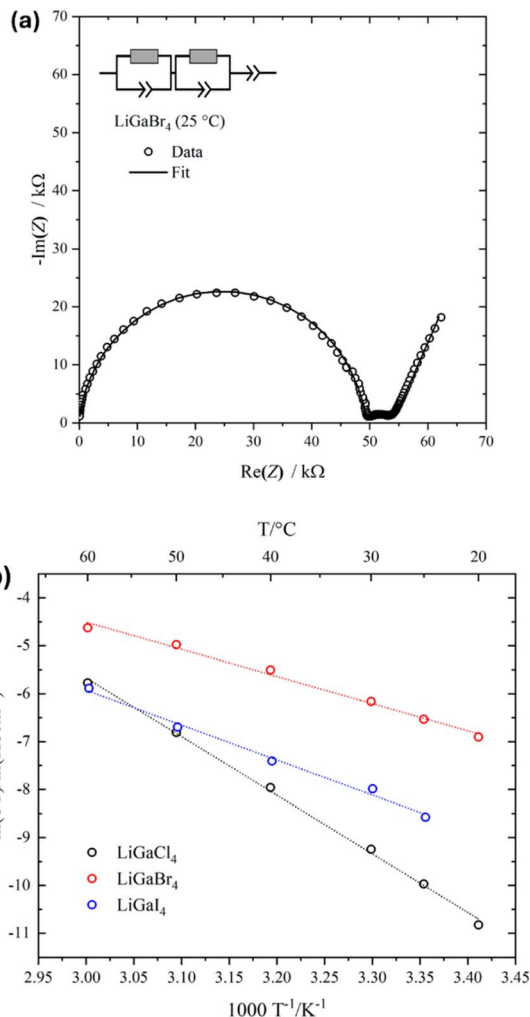 (a)
70
60
50
40
30
20
10
0
-Im(Z) / kΩ
LiGaBr₄ (25 °C)
Data
Fit
0 10 20 30 40 50 60 70
Re(Z) / kΩ
T/°C
60 50 40 30 20
-4
-5
-6
-7
-8
-9
-10
-11
LiGaCl₄
LiGaBr₄
LiGaI₄
2.95 3.00 3.05 3.10 3.15 3.20 3.25 3.30 3.35 3.40 3.45
1000 T⁻¹/K⁻¹